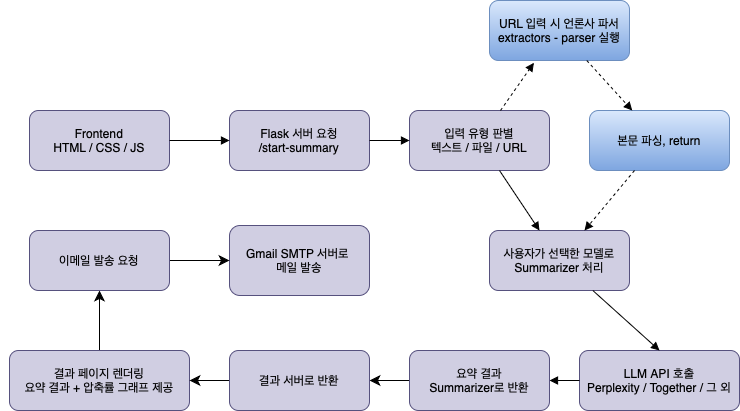 URL 입력 시 언론사 파서
extractors - parser 실행
Frontend
HTML / CSS / JS
Flask 서버 요청
/start-summary
입력 유형 판별
텍스트 / 파일 / URL
본문 파싱, return
이메일 발송 요청
Gmail SMTP 서버로
메일 발송
사용자가 선택한 모델로
Summarizer 처리
결과 페이지 렌더링
요약 결과 + 압축률 그래프 제공
결과 서버로 반환
요약 결과
Summarizer로 반환
LLM API 호출
Perplexity / Together / 그 외